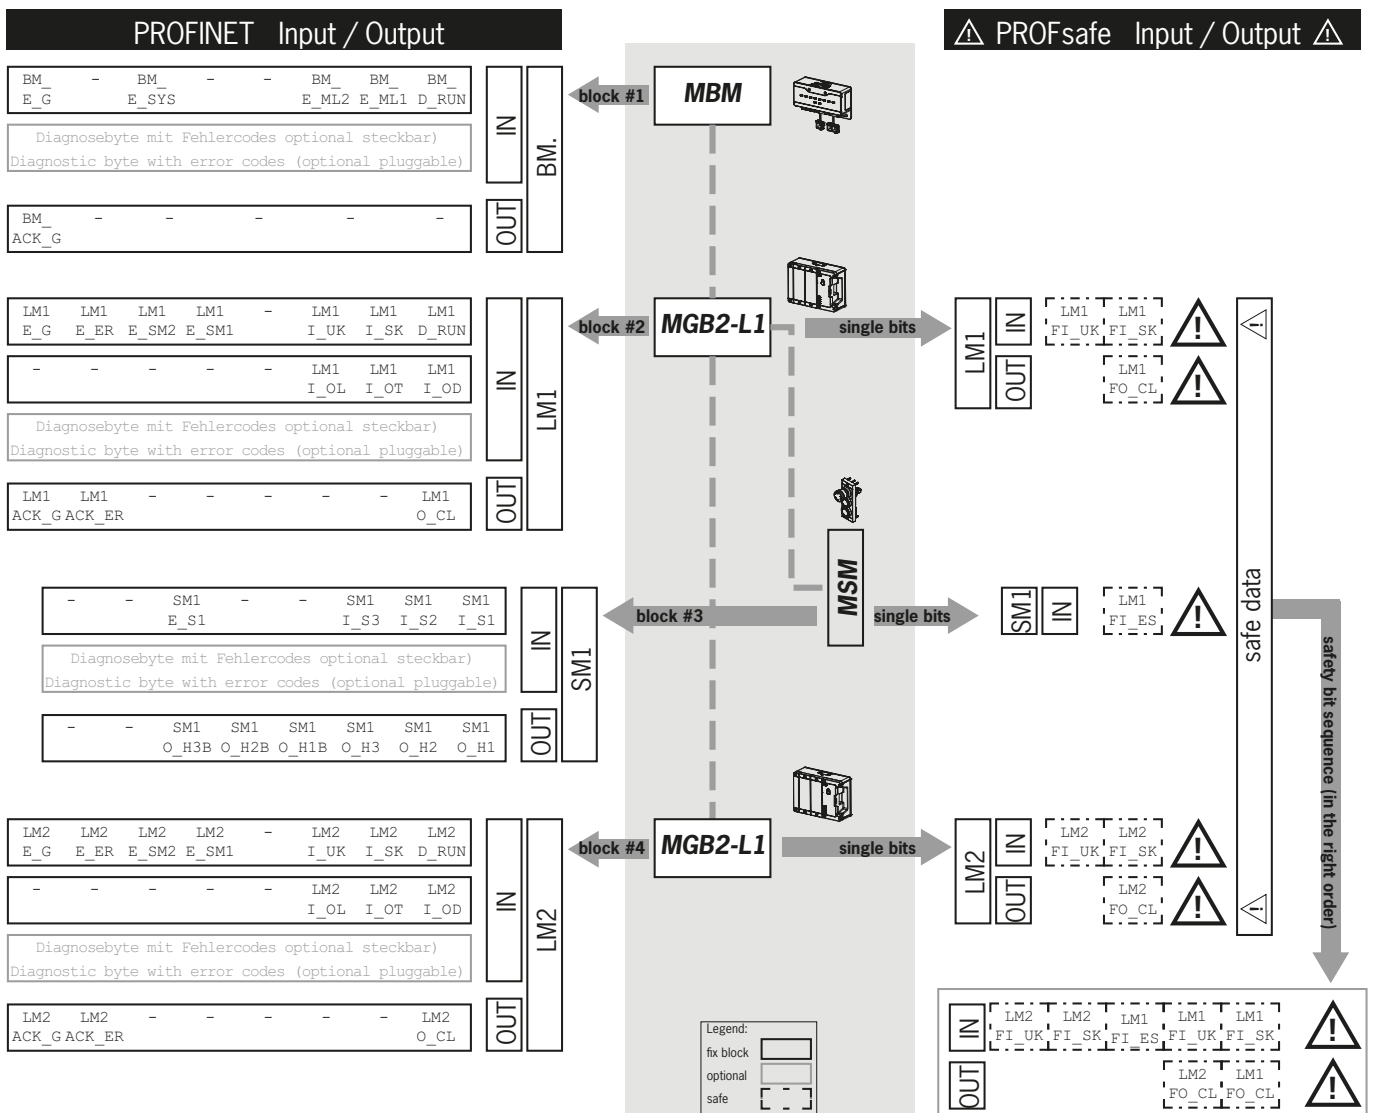 PROFINET Input / Output
⚠ PROFsafe Input / Output ⚠
BM_ - BM_ - - BM_ BM_ BM_
E_G E_SYS E_ML2 E_ML1 D_RUN
Diagnosebyte mit Fehlercodes optional steckbar)
Diagnostic byte with error codes (optional pluggable)
IN
BM_ - - - - -
ACK_G
OUT
BM.
block #1
MBM
LM1 LM1 LM1 LM1 - LM1 LM1 LM1
E_G E_ER E_SM2 E_SM1 I_UK I_SK D_RUN
- - - - - LM1 LM1 LM1
I_OL I_OT I_OD
Diagnosebyte mit Fehlercodes optional steckbar)
Diagnostic byte with error codes (optional pluggable)
IN
LM1 LM1 - - - - - LM1
ACK_G ACK_ER O_CL
OUT
LM1
block #2
MGB2-L1
single bits
LM1
IN
LM1 LM1
FI_UK FI_SK
OUT
LM1
FO_CL
- - SM1 - - SM1 SM1 SM1
E_S1 I_S3 I_S2 I_S1
Diagnosebyte mit Fehlercodes optional steckbar)
Diagnostic byte with error codes (optional pluggable)
IN
- - SM1 SM1 SM1 SM1 SM1 SM1
O_H3B O_H2B O_H1B O_H3 O_H2 O_H1
OUT
SM1
block #3
MSM
single bits
SM1
IN
LM1
FI_ES
safe data
safety bit sequence (in the right order)
LM2 LM2 LM2 LM2 - LM2 LM2 LM2
E_G E_ER E_SM2 E_SM1 I_UK I_SK D_RUN
- - - - - LM2 LM2 LM2
I_OL I_OT I_OD
Diagnosebyte mit Fehlercodes optional steckbar)
Diagnostic byte with error codes (optional pluggable)
IN
LM2 LM2 - - - - - LM2
ACK_G ACK_ER O_CL
OUT
LM2
block #4
MGB2-L1
single bits
LM2
IN
LM2 LM2
FI_UK FI_SK
OUT
LM2
FO_CL
Legend:
fix block
optional
safe
IN
LM2 LM2 LM1 LM1 LM1
FI_UK FI_SK FI_ES FI_UK FI_SK
OUT
LM2 LM1
FO_CL FO_CL